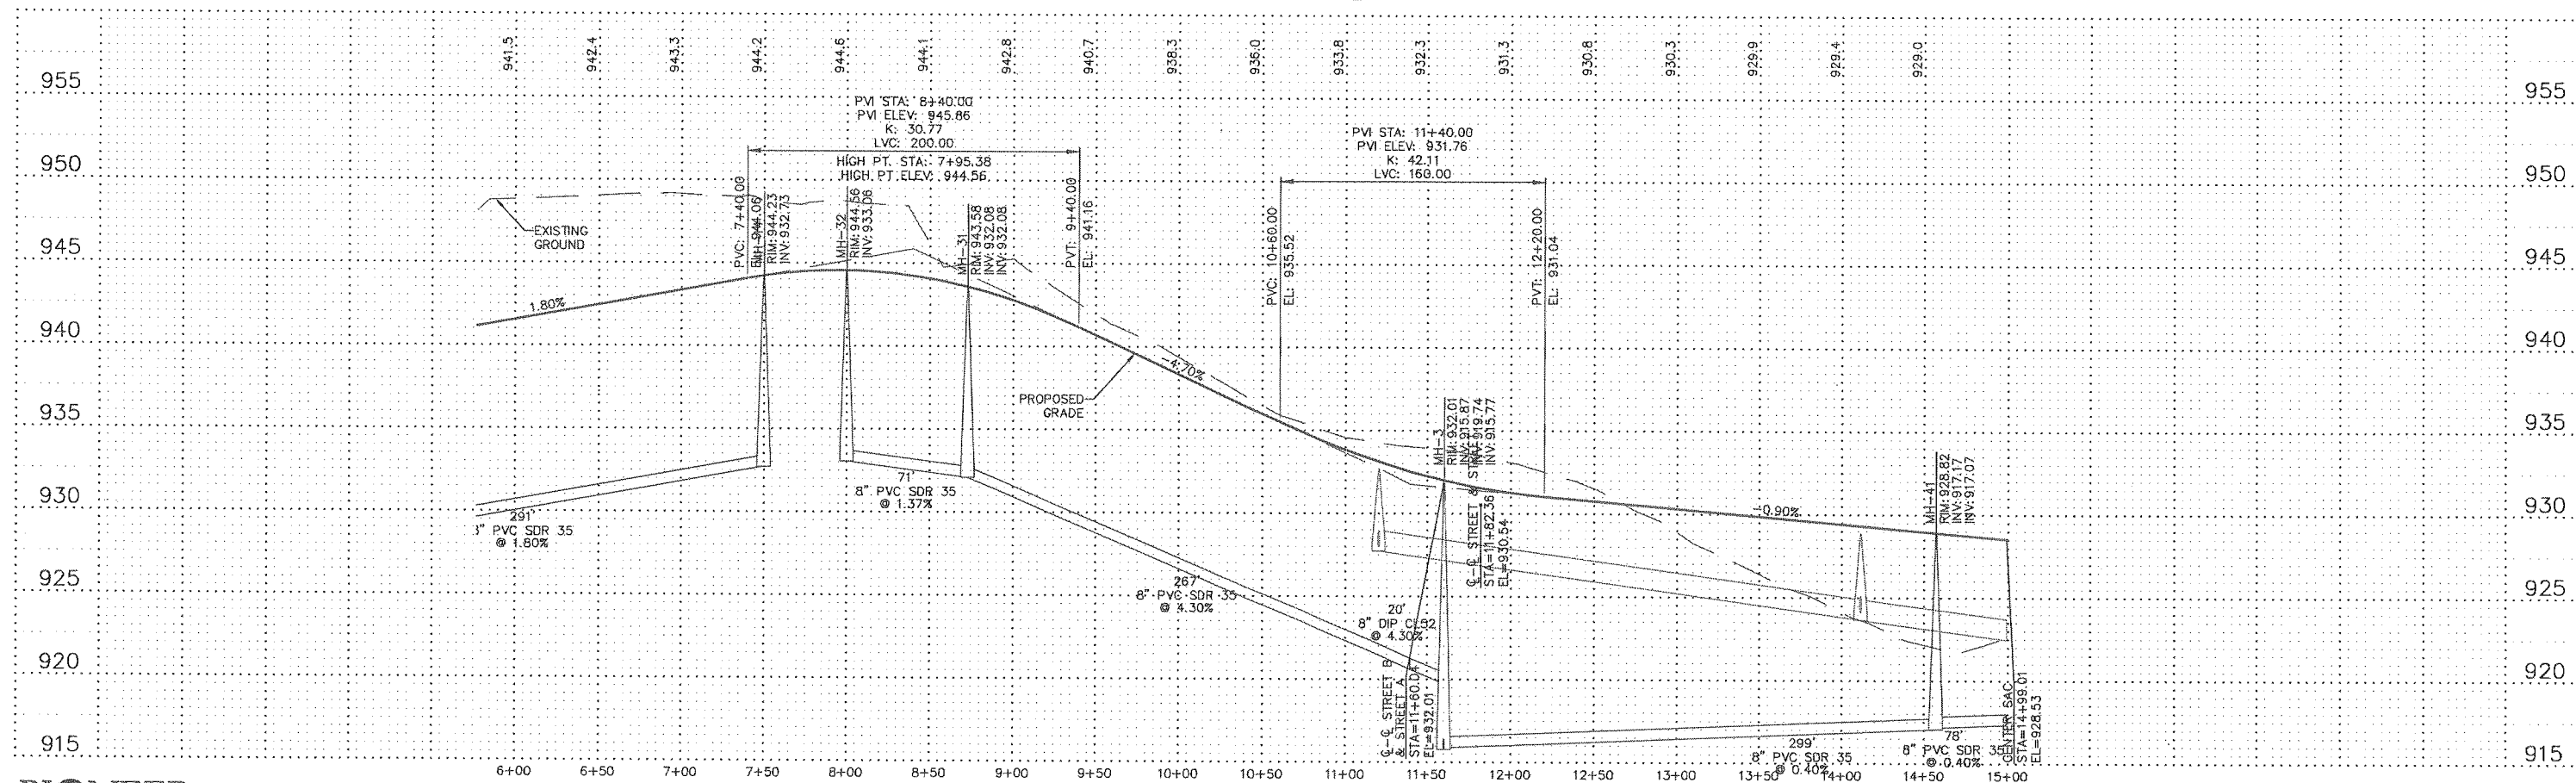 941.5
942.4
943.3
944.2
944.6
944.1
942.8
940.7
938.3
936.0
933.8
932.3
931.3
930.8
930.3
929.9
929.4
929.0
955
955
PVI STA: 8+40.00
PVI ELEV: 945.86
K: 30.77
LVC: 200.00
HIGH PT. STA: 7+95.38
HIGH PT ELEV: 944.56
PVI STA: 11+40.00
PVI ELEV: 931.76
K: 42.11
LVC: 160.00
950
950
EXISTING
GROUND
PVC: 7+40.00
RIM: 944.23
INV: 932.73
MH-32
RIM: 944.56
INV: 933.06
MH-31
RIM: 943.58
INV: 932.08
INV: 932.08
PVT: 9+40.00
EL: 941.16
PVC: 10+60.00
EL: 935.52
PVT: 12+20.00
EL: 931.04
945
945
1.80%
-4.70%
-0.90%
940
940
PROPOSED
GRADE
935
935
MH-3
RIM: 932.01
INV: 915.87
INV: 919.74
INV: 915.77
MH-41
RIM: 928.82
INV: 917.17
INV: 917.07
930
930
291'
8" PVC SDR 35
@ 1.80%
71'
8" PVC SDR 35
@ 1.37%
267'
8" PVC SDR 35
@ 4.30%
20'
8" DIP CL52
@ 4.30%
STA=11+82.36
EL=930.54
925
925
920
920
℄-℄ STREET B
& STREET A
STA=11+60.04
EL=932.01
299'
8" PVC SDR 35
@ 0.40%
78'
8" PVC SDR 35
@ 0.40%
CENTER SAC
STA=14+99.01
EL=928.53
915
915
6+00
6+50
7+00
7+50
8+00
8+50
9+00
9+50
10+00
10+50
11+00
11+50
12+00
12+50
13+00
13+50
14+00
14+50
15+00